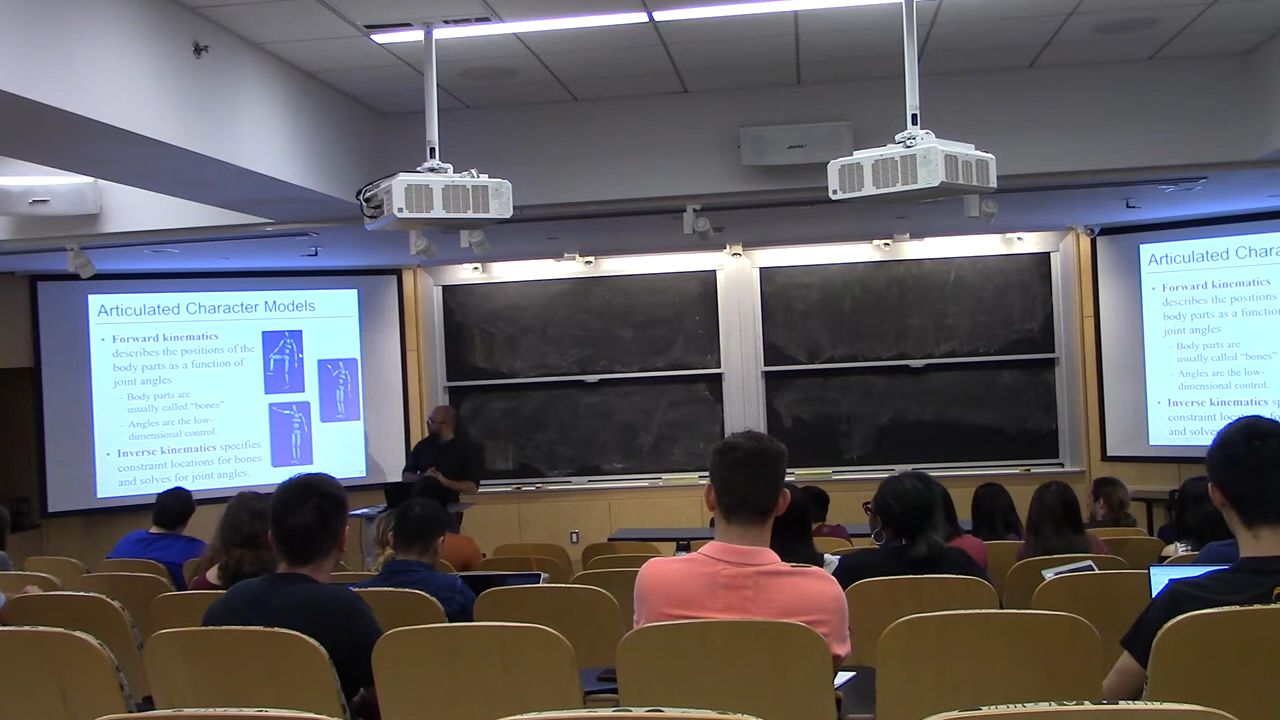 Articulated Character Models
• Forward kinematics
describes the positions of the
body parts as a function of
joint angles
– Body parts are
usually called "bones"
– Angles are the low-
dimensional control.
• Inverse kinematics specifies
constraint locations for bones
and solves for joint angles.
BOSE
Articulated Chara
• Forward kinematics
describes the positions
body parts as a function
joint angles
– Body parts are
usually called "bones"
– Angles are the low-
dimensional control.
• Inverse kinematics sp
constraint locati
and solves